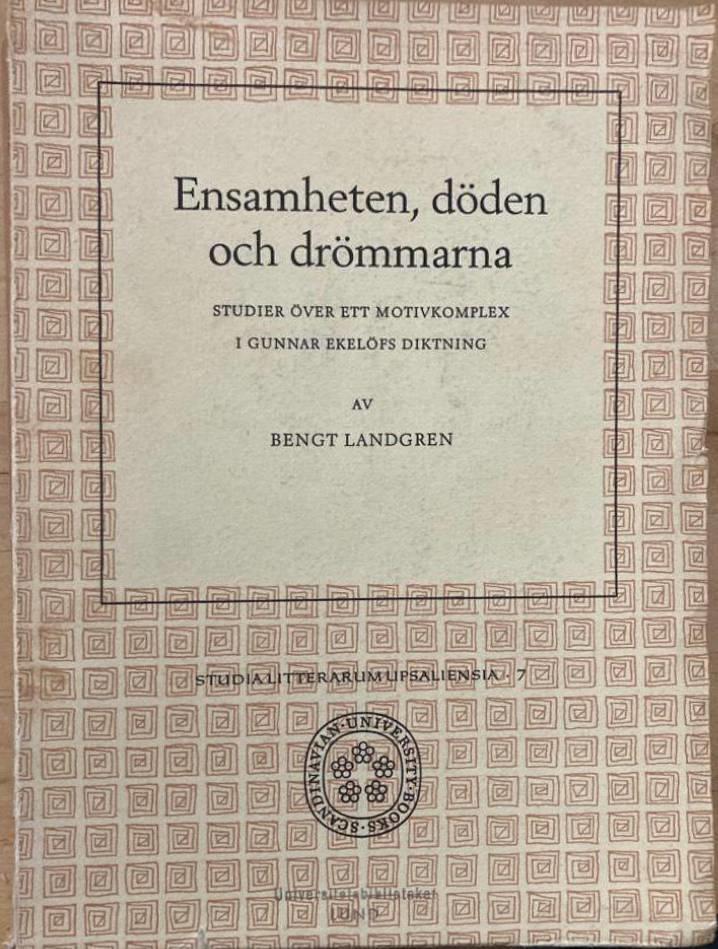 Ensamheten, döden
och drömmarna
STUDIER ÖVER ETT MOTIVKOMPLEX
I GUNNAR EKELÖFS DIKTNING
AV
BENGT LANDGREN
STUDIA LITTERARUM UPSALIENSIA · 7
SCANDINAVIAN·UNIVERSITY·BOOKS·
Universitetsbiblioteket
LUND